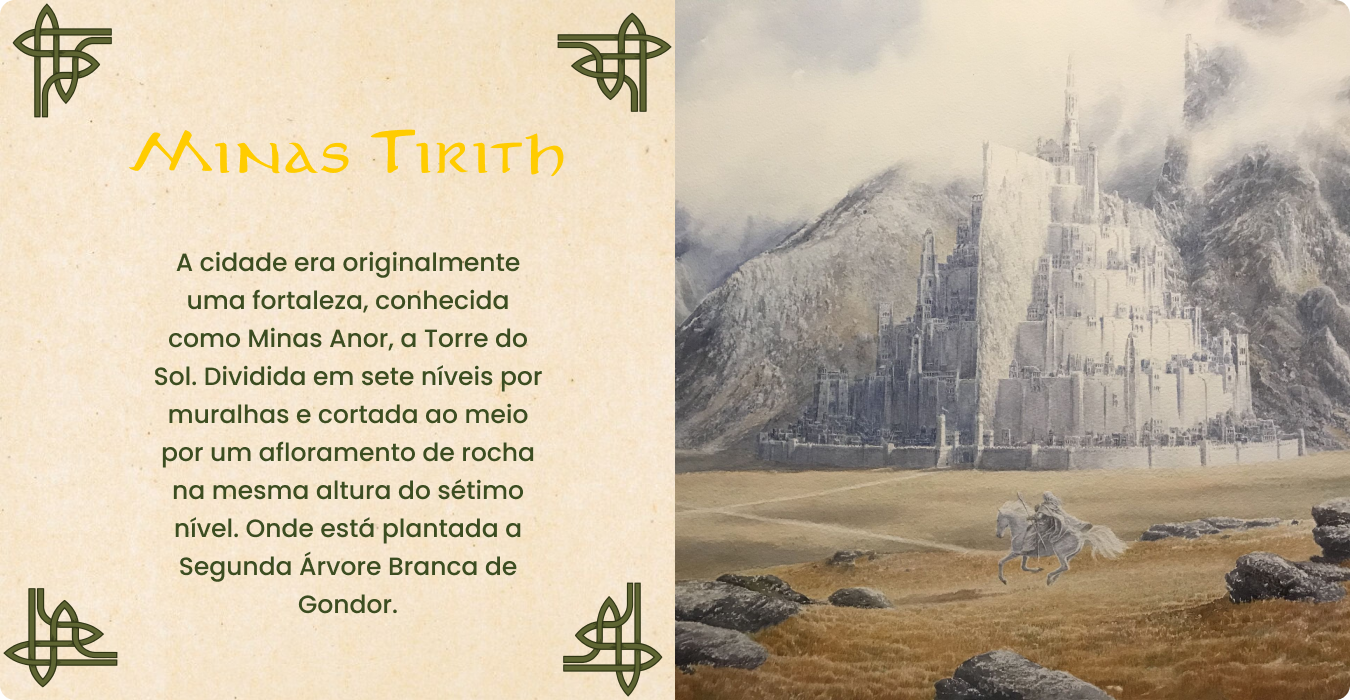 Minas Tirith
A cidade era originalmente
uma fortaleza, conhecida
como Minas Anor, a Torre do
Sol. Dividida em sete níveis por
muralhas e cortada ao meio
por um afloramento de rocha
na mesma altura do sétimo
nível. Onde está plantada a
Segunda Árvore Branca de
Gondor.